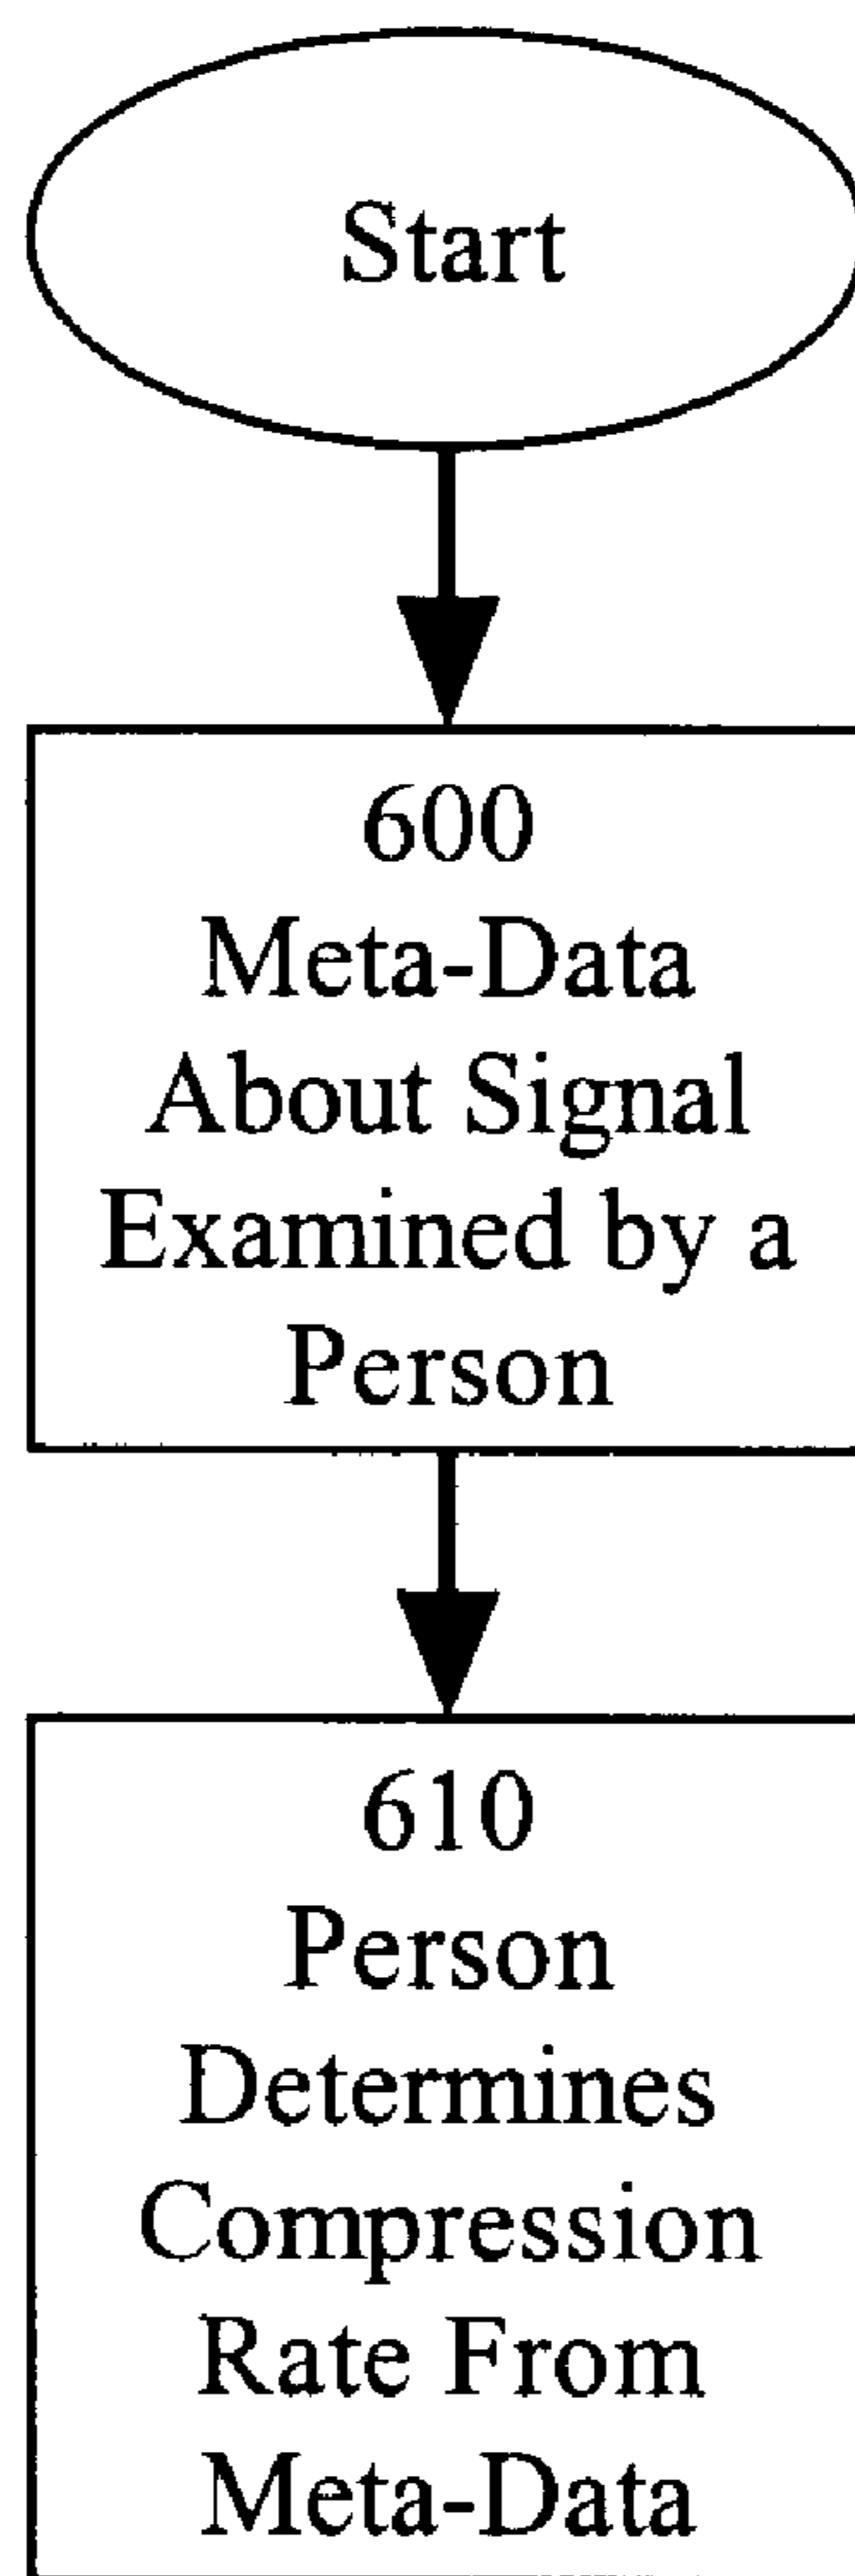 Start
600
Meta-Data
About Signal
Examined by a
Person
610
Person
Determines
Compression
Rate From
Meta-Data